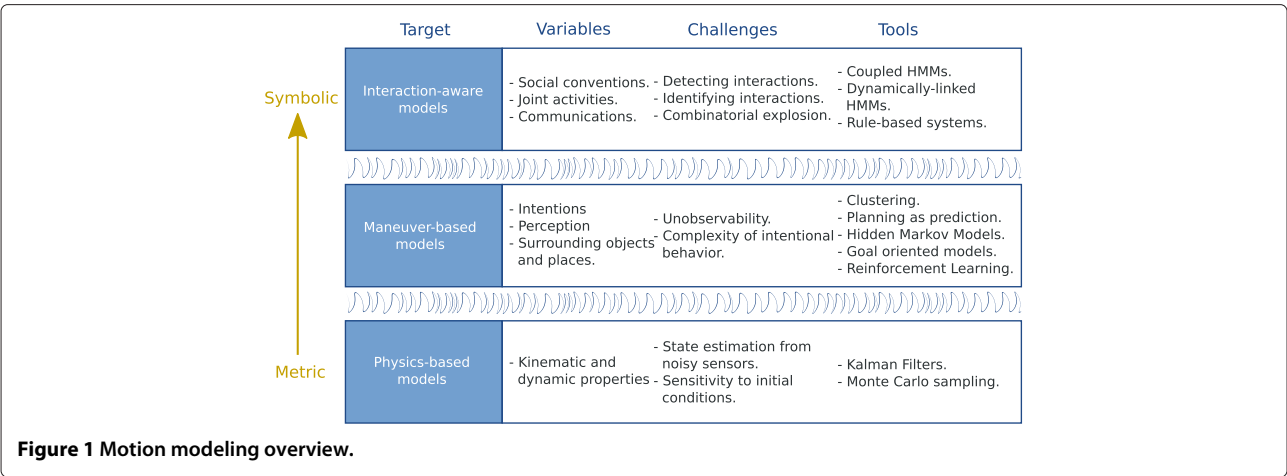 Target Variables Challenges Tools
Symbolic
Interaction-aware
models
- Social conventions.
- Joint activities.
- Communications.
- Detecting interactions.
- Identifying interactions.
- Combinatorial explosion.
- Coupled HMMs.
- Dynamically-linked
HMMs.
- Rule-based systems.
Maneuver-based
models
- Intentions
- Perception
- Surrounding objects
and places.
- Unobservability.
- Complexity of intentional
behavior.
- Clustering.
- Planning as prediction.
- Hidden Markov Models.
- Goal oriented models.
- Reinforcement Learning.
Metric
Physics-based
models
- Kinematic and
dynamic properties
- State estimation from
noisy sensors.
- Sensitivity to initial
conditions.
- Kalman Filters.
- Monte Carlo sampling.
Figure 1 Motion modeling overview.